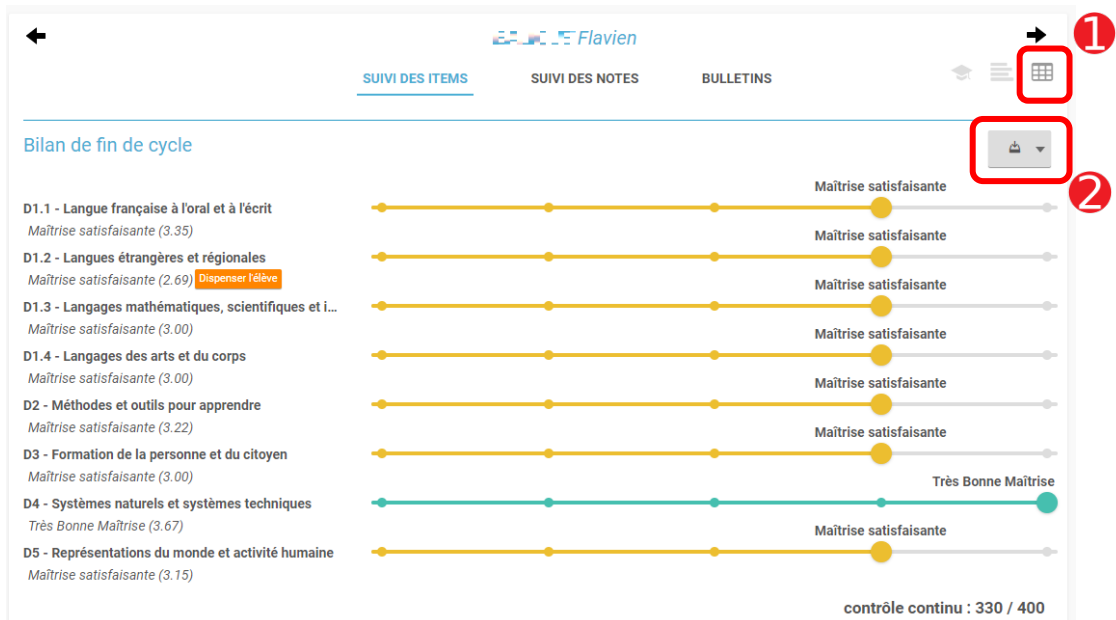 Flavien
1
SUIVI DES ITEMS SUIVI DES NOTES BULLETINS
Bilan de fin de cycle
2
Maîtrise satisfaisante
D1.1 - Langue française à l'oral et à l'écrit
Maîtrise satisfaisante (3.35)
Maîtrise satisfaisante
D1.2 - Langues étrangères et régionales
Maîtrise satisfaisante (2.69) Dispenser l'élève
Maîtrise satisfaisante
D1.3 - Langages mathématiques, scientifiques et i...
Maîtrise satisfaisante (3.00)
Maîtrise satisfaisante
D1.4 - Langages des arts et du corps
Maîtrise satisfaisante (3.00)
Maîtrise satisfaisante
D2 - Méthodes et outils pour apprendre
Maîtrise satisfaisante (3.22)
Maîtrise satisfaisante
D3 - Formation de la personne et du citoyen
Maîtrise satisfaisante (3.00)
Très Bonne Maîtrise
D4 - Systèmes naturels et systèmes techniques
Très Bonne Maîtrise (3.67)
Maîtrise satisfaisante
D5 - Représentations du monde et activité humaine
Maîtrise satisfaisante (3.15)
contrôle continu : 330 / 400